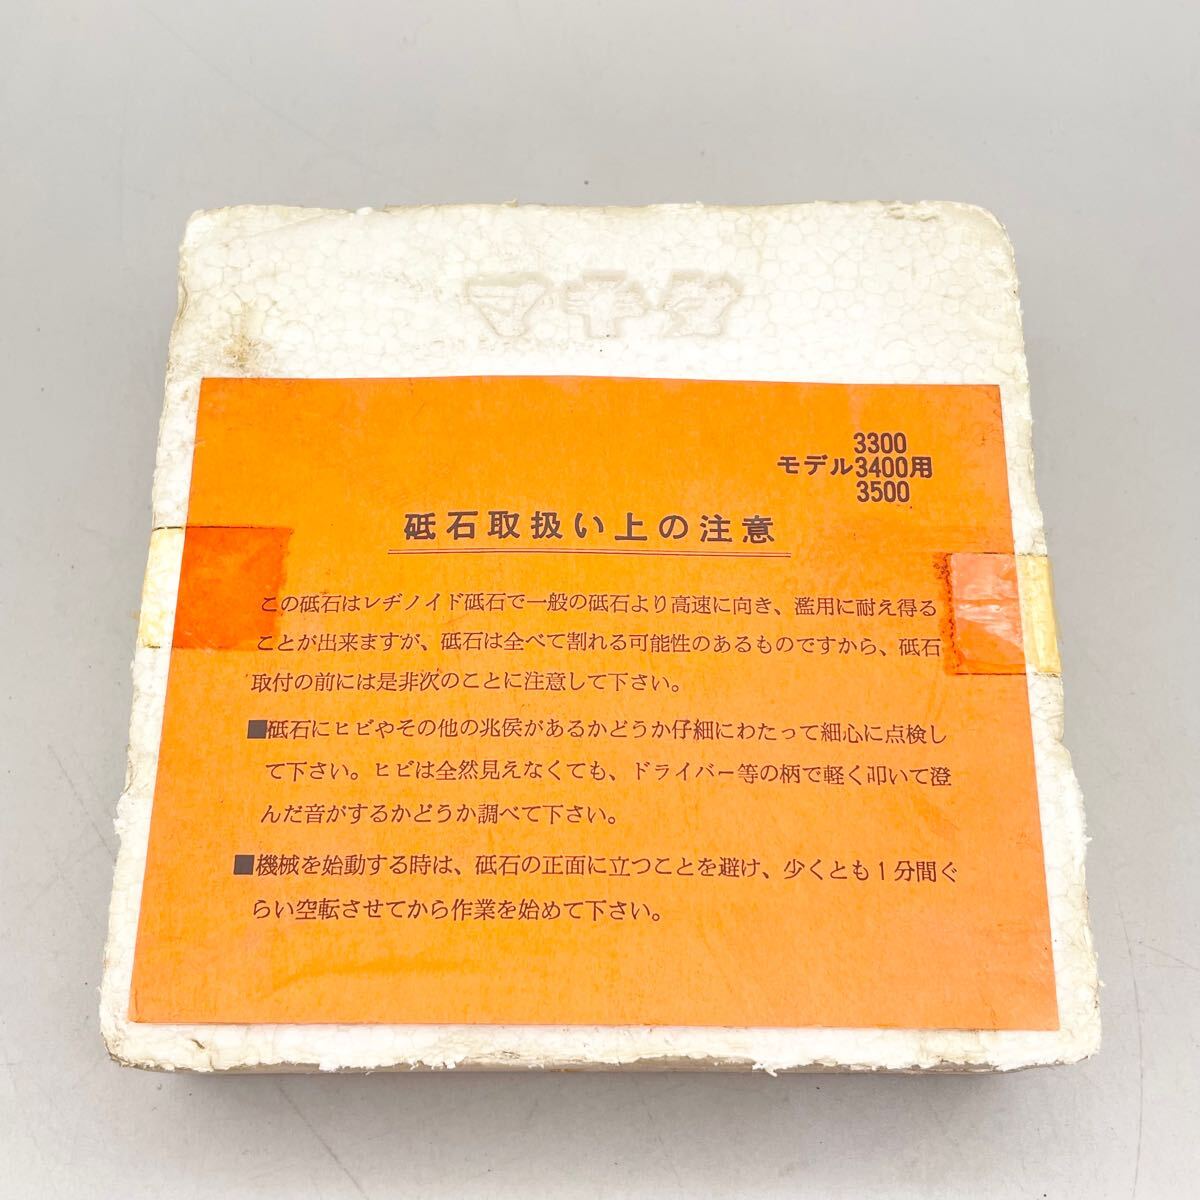 マキタ
3300
モデル3400用
3500
砥石取扱い上の注意
この砥石はレヂノイド砥石で一般の砥石より高速に向き、濫用に耐え得る
ことが出来ますが、砥石は全べて割れる可能性のあるものですから、砥石
取付の前には是非次のことに注意して下さい。
■砥石にヒビやその他の兆侯があるかどうか仔細にわたって細心に点検し
て下さい。ヒビは全然見えなくても、ドライバー等の柄で軽く叩いて澄
んだ音がするかどうか調べて下さい。
■機械を始動する時は、砥石の正面に立つことを避け、少くとも1分間ぐ
らい空転させてから作業を始めて下さい。